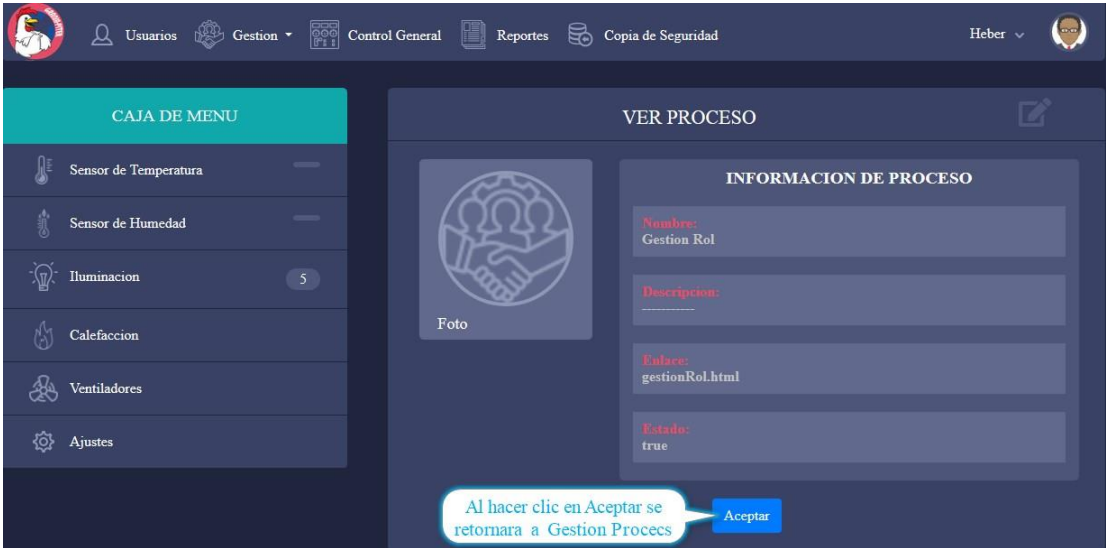 Usuarios
Gestion
Control General
Reportes
Copia de Seguridad
Heber
CAJA DE MENU
Sensor de Temperatura
Sensor de Humedad
Iluminacion
5
Calefaccion
Ventiladores
Ajustes
VER PROCESO
Foto
INFORMACION DE PROCESO
Nombre:
Gestion Rol
Descripcion:
-----------
Enlace:
gestionRol.html
Estado:
true
Al hacer clic en Aceptar se
retornara a Gestion Procecs
Aceptar